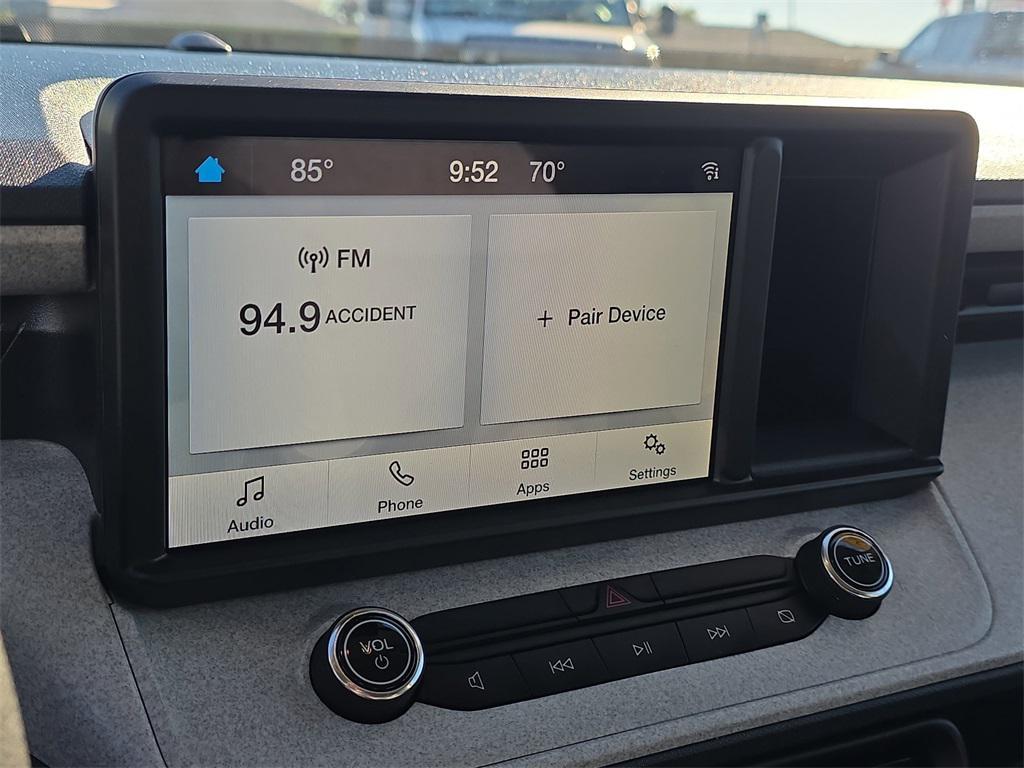 85° 9:52 70°
FM
94.9 ACCIDENT
+ Pair Device
Audio Phone Apps Settings
VOL
TUNE